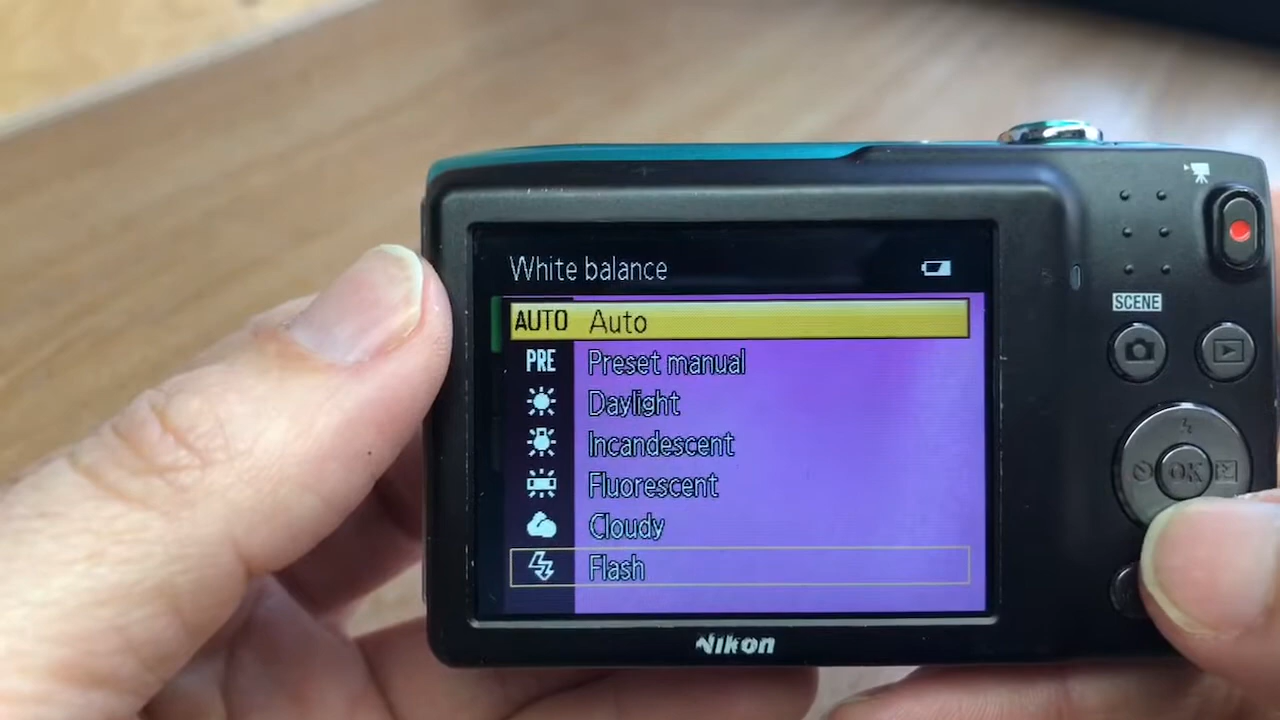 White balance
AUTO Auto
PRE Preset manual
Daylight
Incandescent
Fluorescent
Cloudy
Flash
SCENE
OK
Nikon